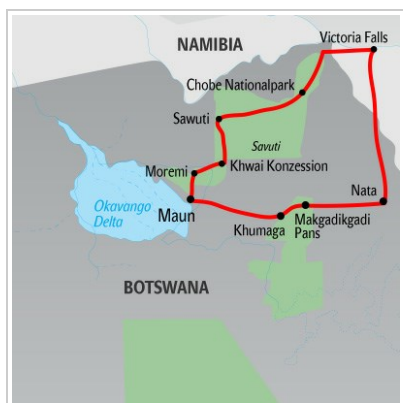 Victoria Falls
NAMIBIA
Chobe Nationalpark
Sawuti
Savuti
Khwai Konzession
Moremi
Okavango
Delta
Maun
Nata
Khumaga
Makgadikgadi
Pans
BOTSWANA